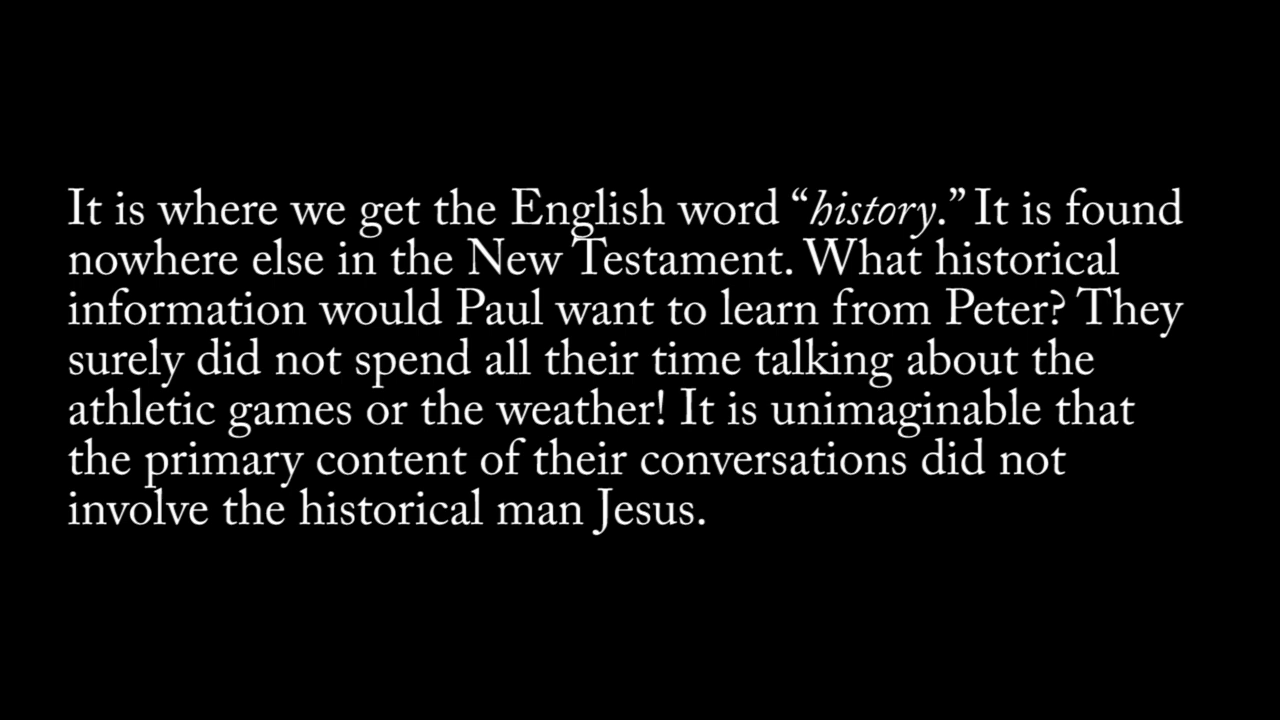 It is where we get the English word “history.” It is found
nowhere else in the New Testament. What historical
information would Paul want to learn from Peter? They
surely did not spend all their time talking about the
athletic games or the weather! It is unimaginable that
the primary content of their conversations did not
involve the historical man Jesus.